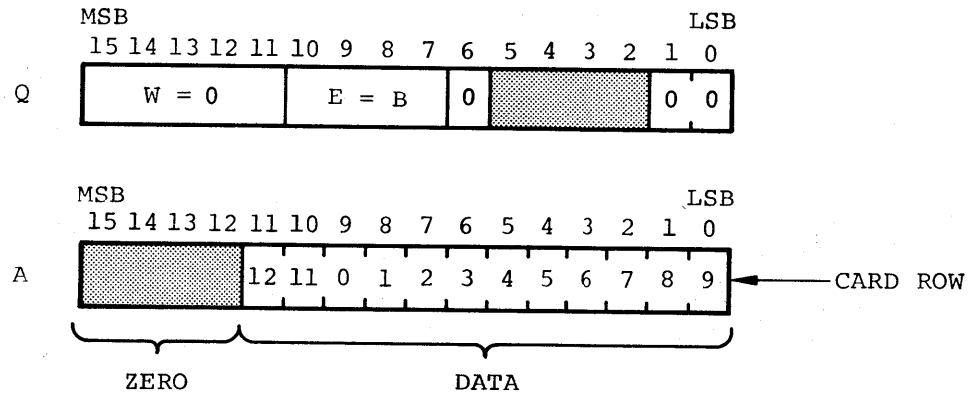 MSB LSB
15 14 13 12 11 10 9 8 7 6 5 4 3 2 1 0
Q W = 0 E = B 0 0 0
MSB LSB
15 14 13 12 11 10 9 8 7 6 5 4 3 2 1 0
A 12 11 0 1 2 3 4 5 6 7 8 9 CARD ROW
ZERO DATA